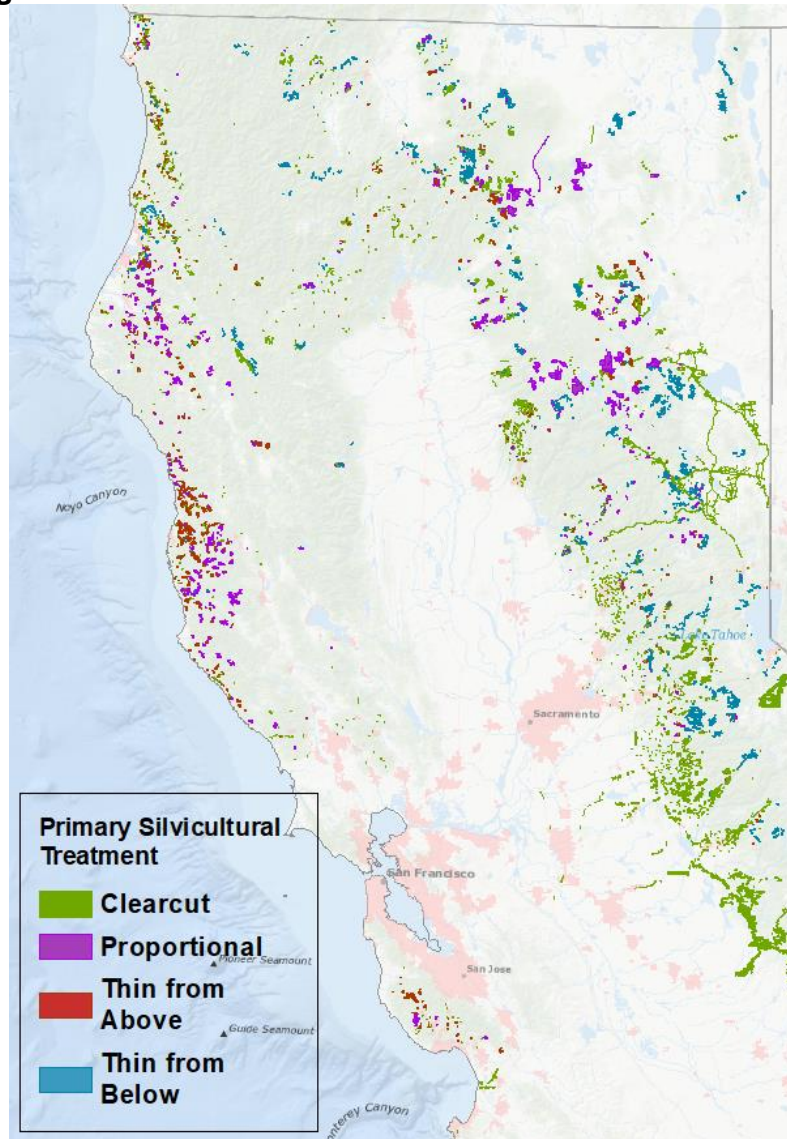 g
Noyo Canyon
Lake Tahoe
Sacramento
San Francisco
San Jose
Primary Silvicultural
Treatment
Clearcut
Proportional
Thin from
Above
Thin from
Below
Pioneer Seamount
Guide Seamount
onterey Canyon